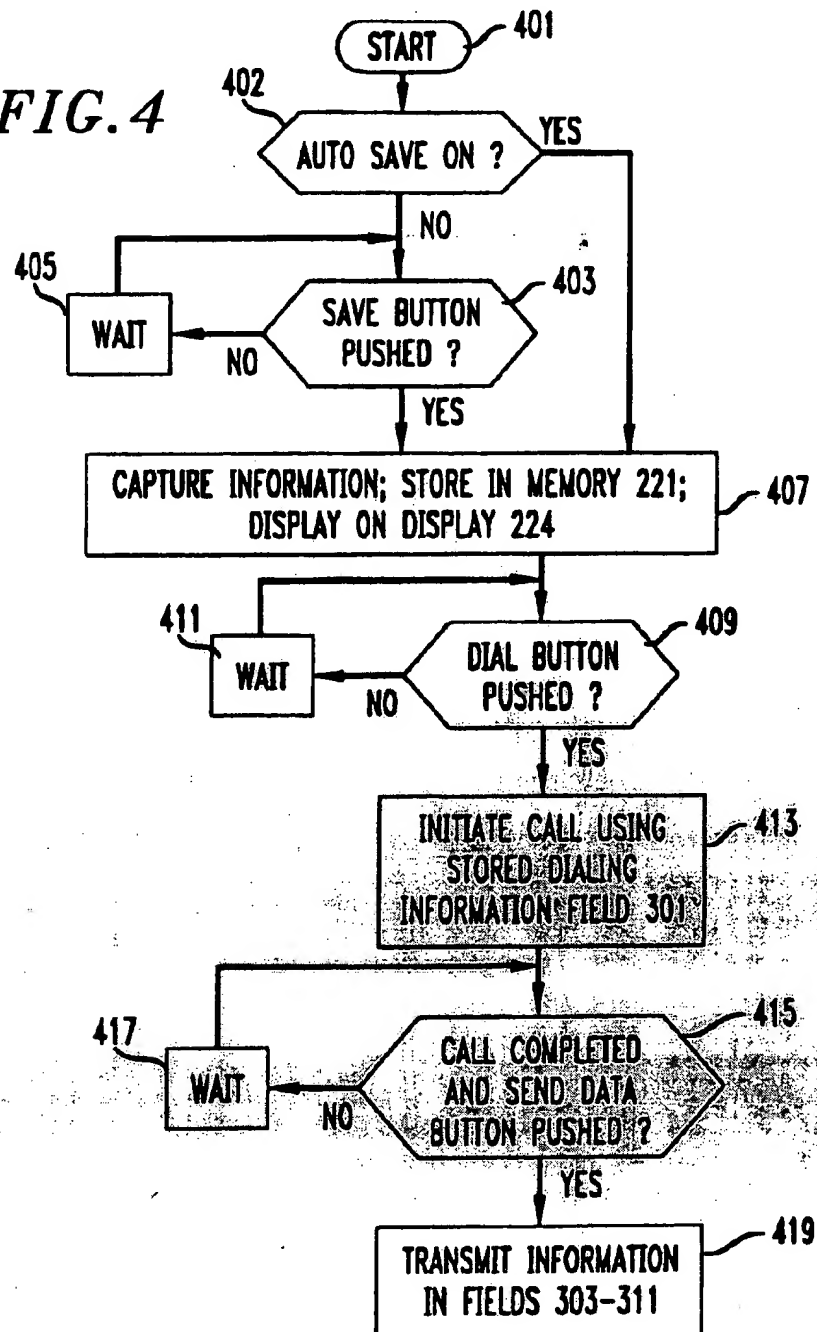 401
START
FIG. 4
402
AUTO SAVE ON ?
YES
NO
405
403
WAIT
SAVE BUTTON
PUSHED ?
NO
YES
CAPTURE INFORMATION; STORE IN MEMORY 221;
DISPLAY ON DISPLAY 224
407
411
409
WAIT
DIAL BUTTON
PUSHED ?
NO
YES
INITIATE CALL USING
STORED DIALING
INFORMATION FIELD 301
413
417
415
WAIT
CALL COMPLETED
AND SEND DATA
BUTTON PUSHED ?
NO
YES
419
TRANSMIT INFORMATION
IN FIELDS 303-311